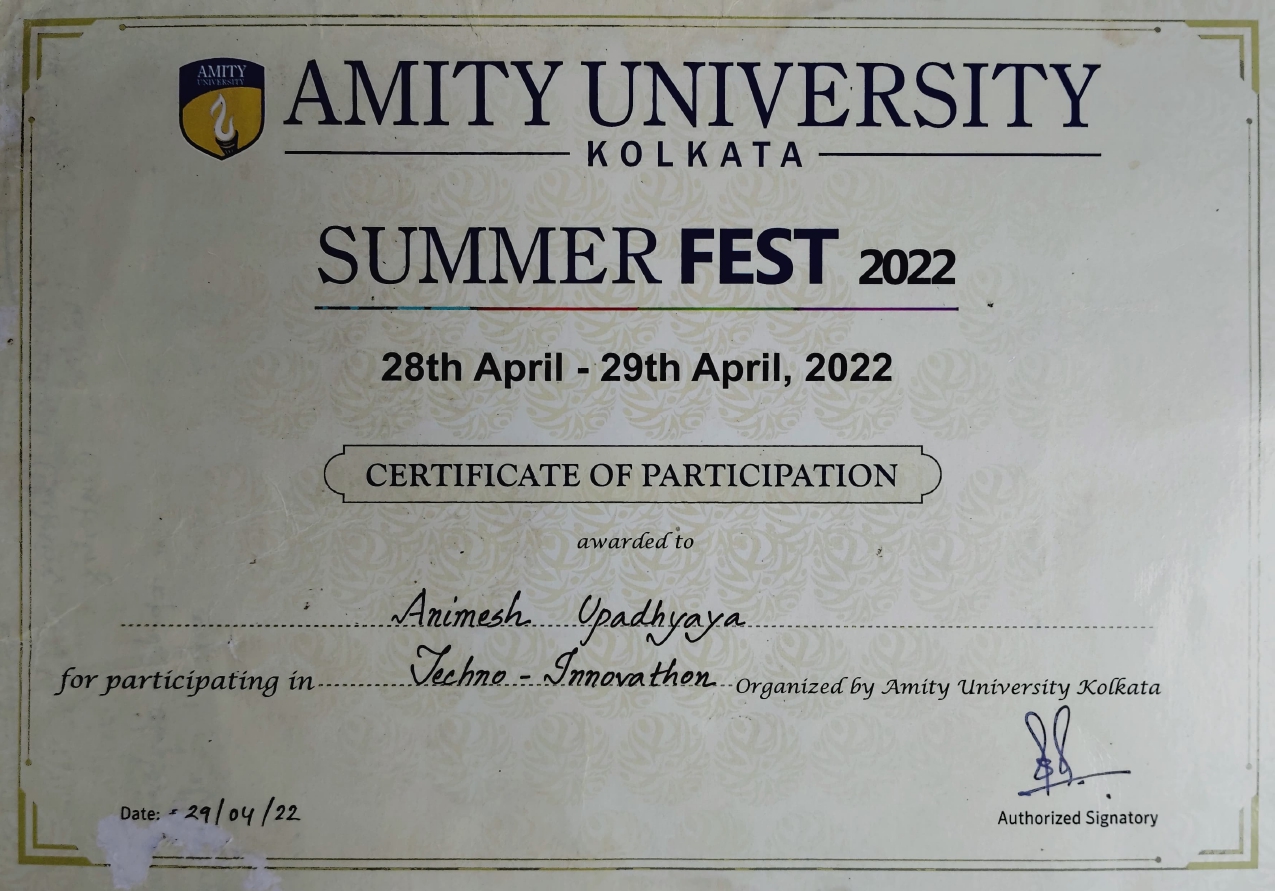 AMITY
UNIVERSITY
AMITY UNIVERSITY
KOLKATA
SUMMER FEST 2022
28th April - 29th April, 2022
CERTIFICATE OF PARTICIPATION
awarded to
Animesh Upadhyaya
for participating in Techno - Innovathon Organized by Amity University Kolkata
Date: - 29/04/22
Authorized Signatory